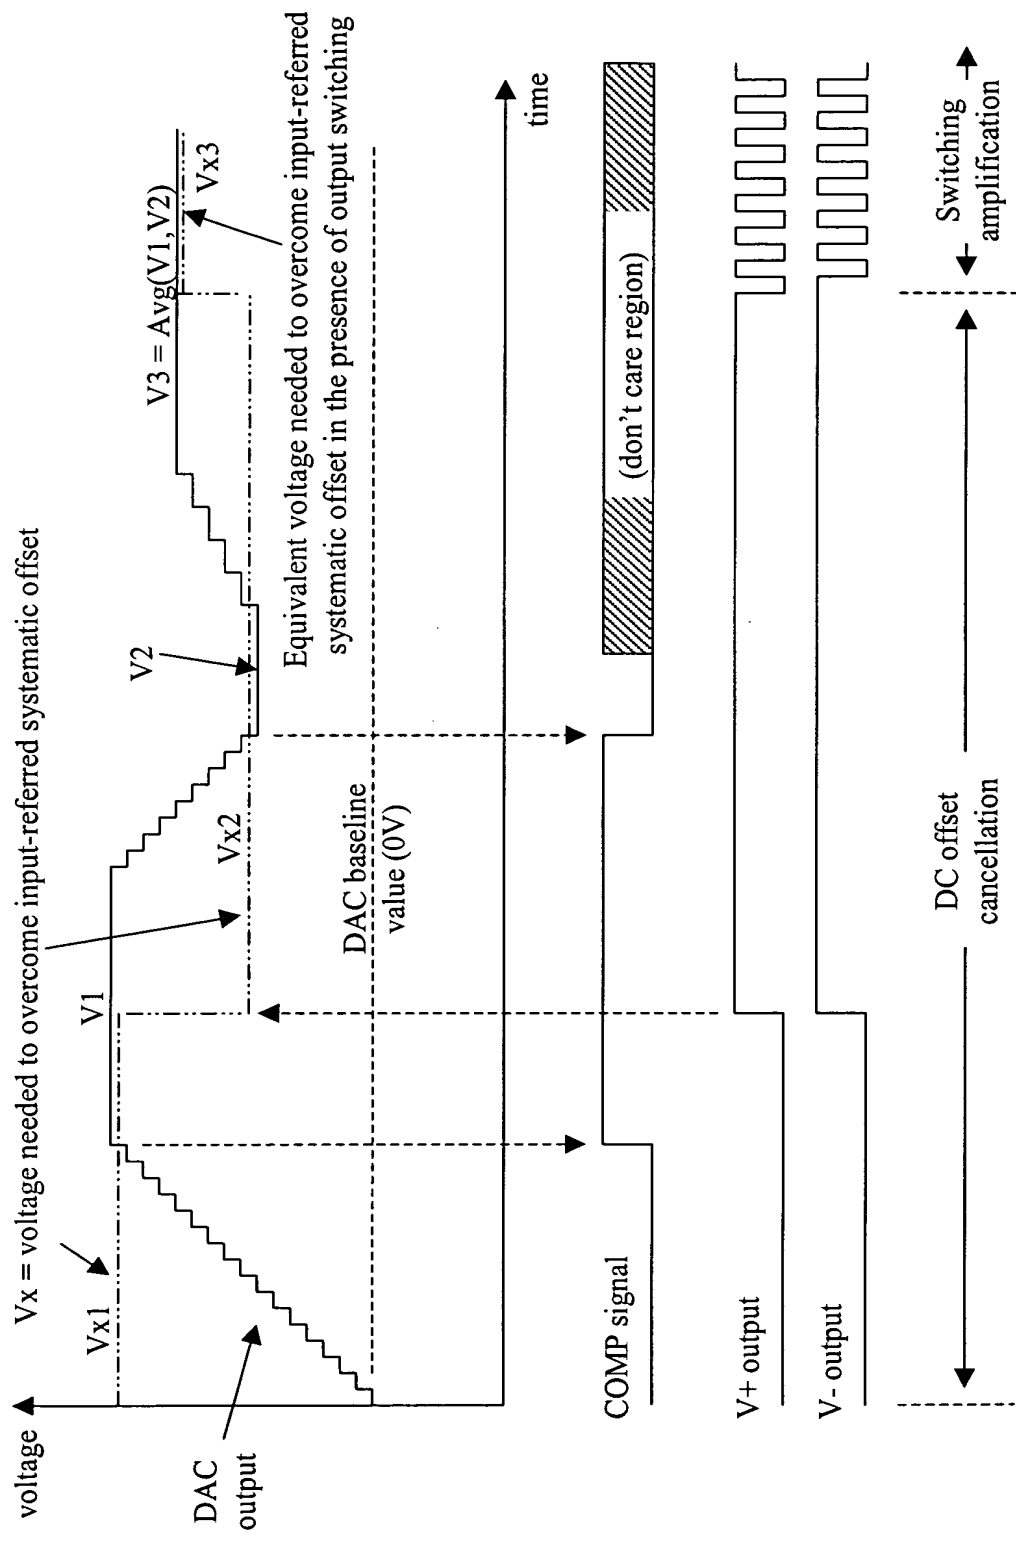 Vx = voltage needed to overcome input-referred systematic offset
voltage
Vx1
V1
V2
V3 = Avg(V1,V2)
Vx3
Vx2
DAC
output
Equivalent voltage needed to overcome input-referred
systematic offset in the presence of output switching
DAC baseline
value (0V)
time
COMP signal
(don't care region)
V+ output
V- output
DC offset
cancellation
Switching
amplification